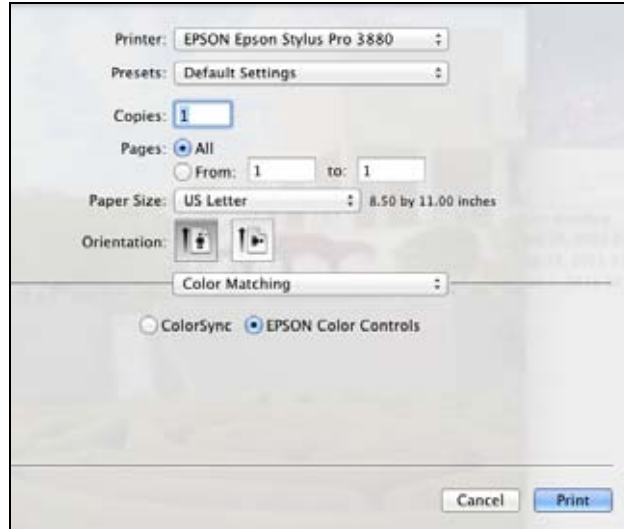 Printer: EPSON Epson Stylus Pro 3880
Presets: Default Settings
Copies: 1
Pages: All
From: 1 to: 1
Paper Size: US Letter 8.50 by 11.00 inches
Orientation:
Color Matching
ColorSync EPSON Color Controls
Cancel Print